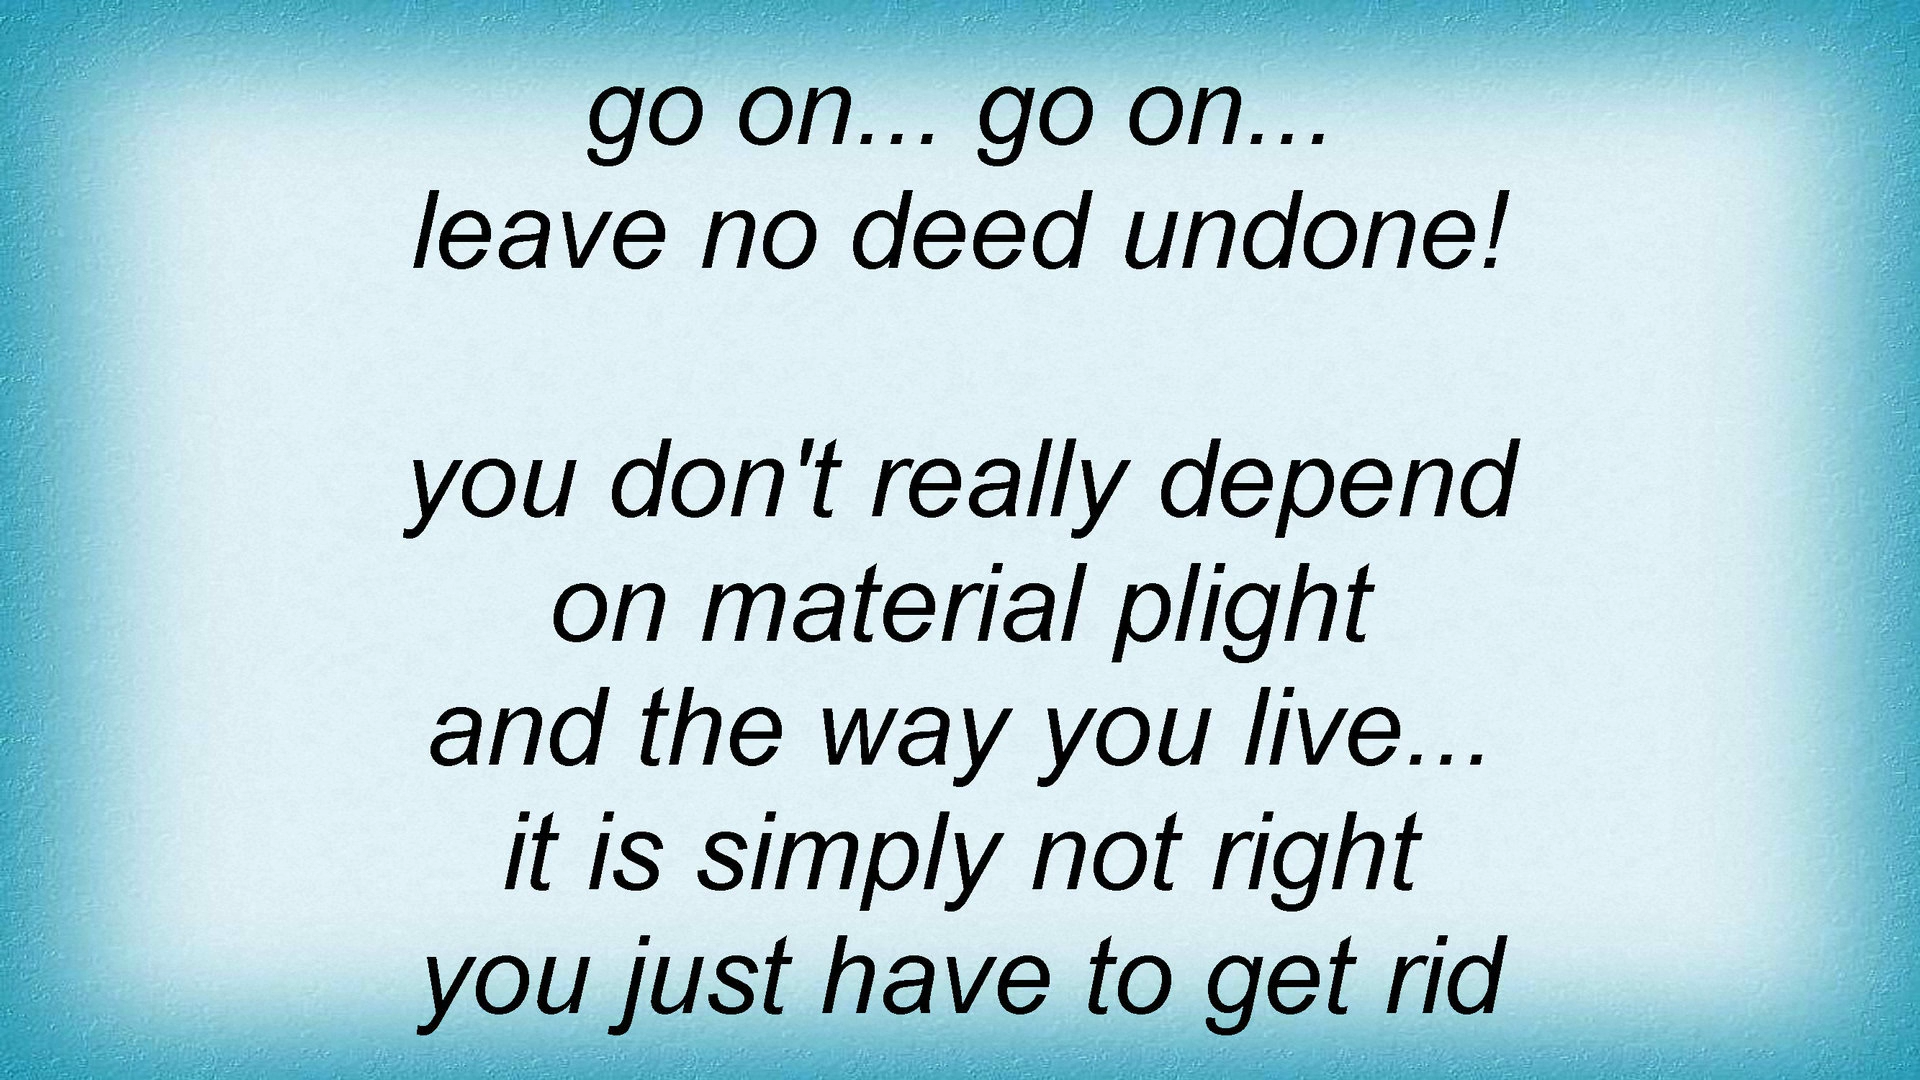 go on... go on...
leave no deed undone!
you don't really depend
on material plight
and the way you live...
it is simply not right
you just have to get rid